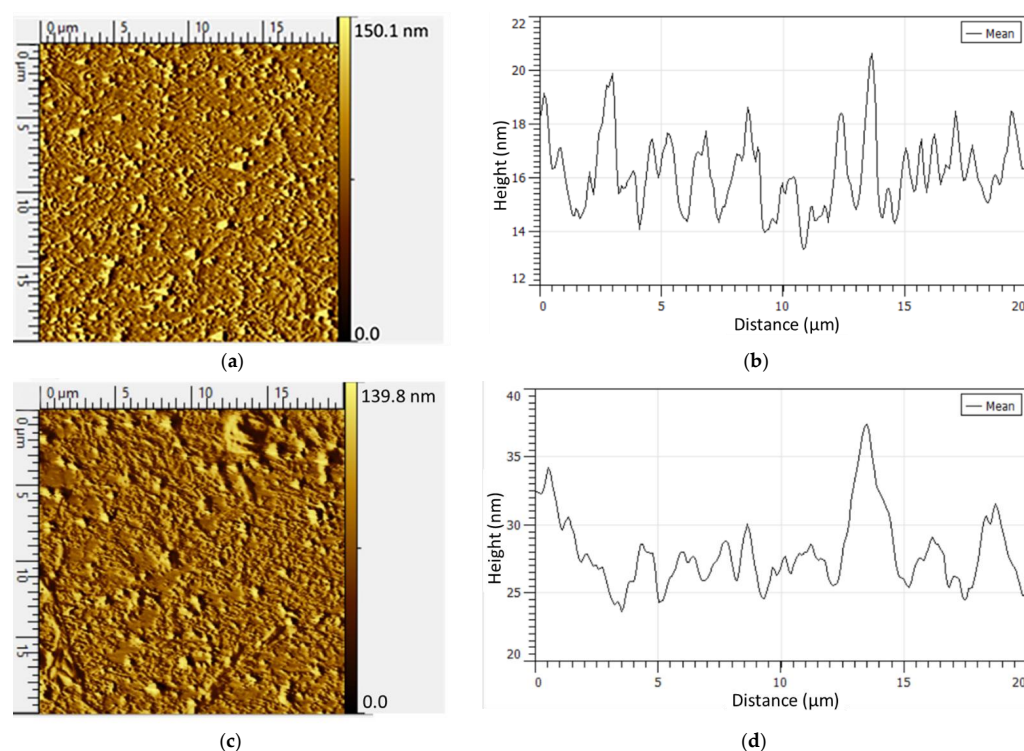 0 µm 5 10 15
150.1 nm
0 µm
5
10
15
0.0
(a)
22
20
18
16
14
12
Height (nm)
Mean
0 5 10 15 20
Distance (µm)
(b)
0 µm 5 10 15
139.8 nm
0 µm
5
10
15
0.0
(c)
40
35
30
25
20
Height (nm)
Mean
0 5 10 15 20
Distance (µm)
(d)